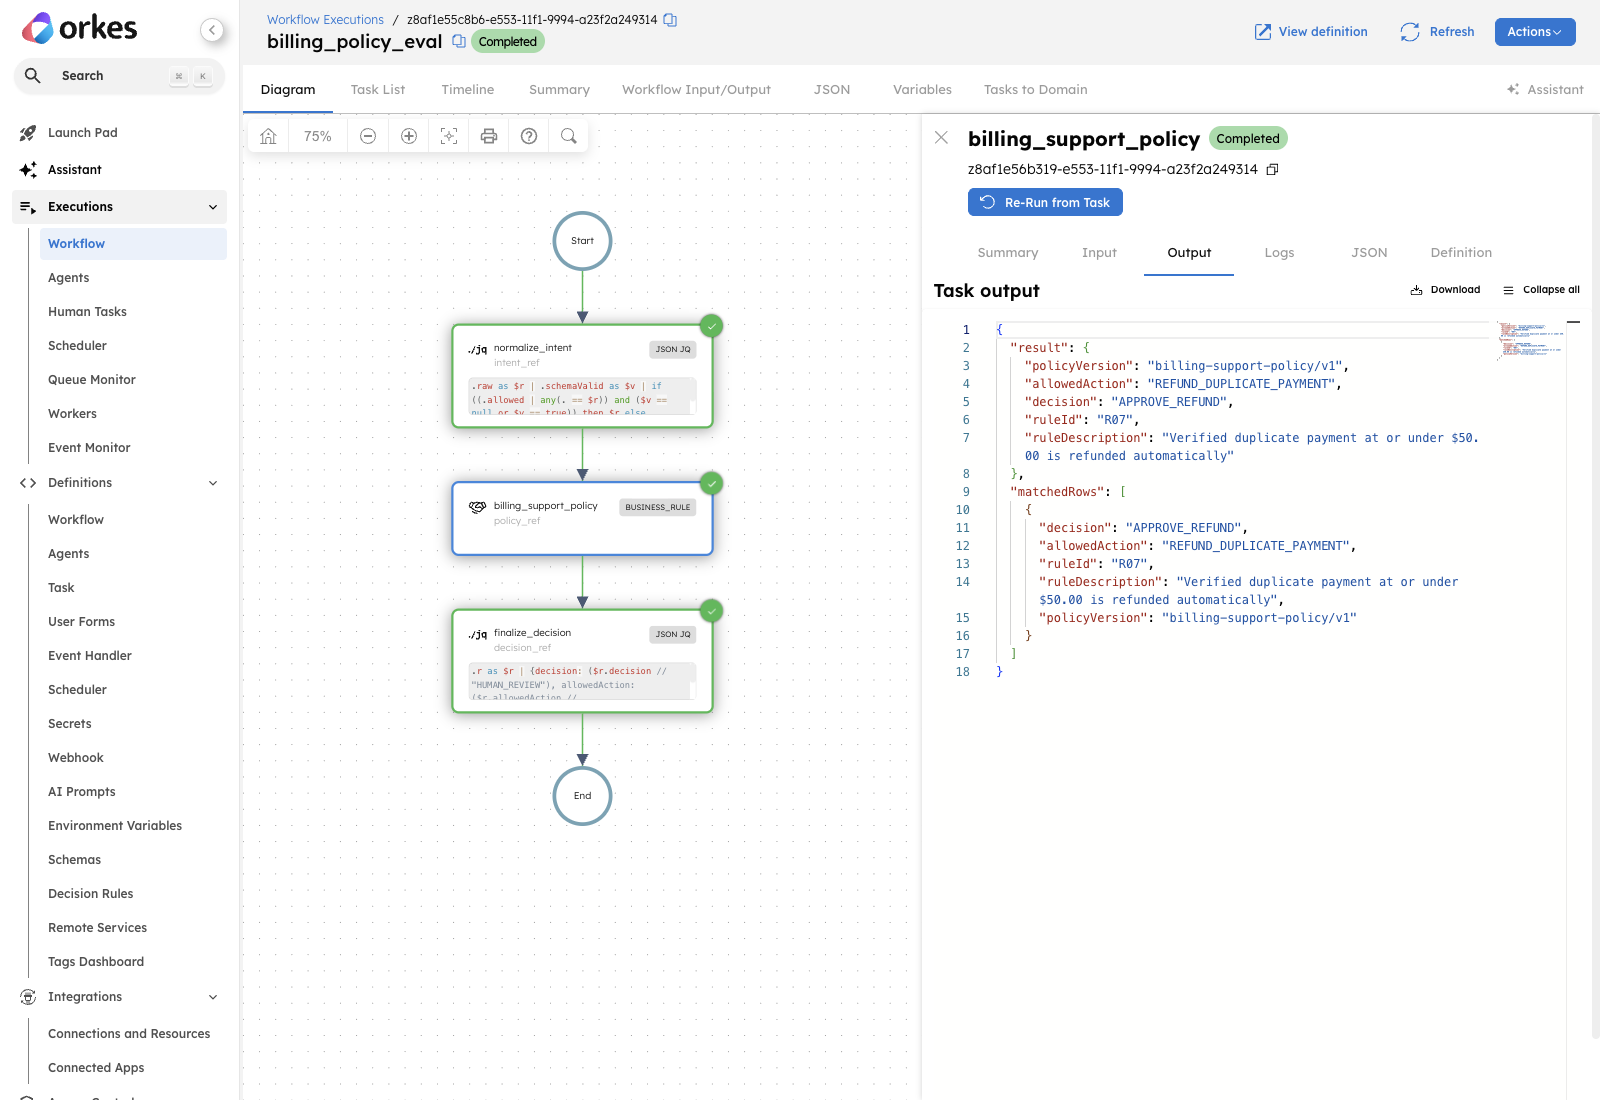 orkes
Search
⌘ K
Launch Pad
Assistant
Executions
Workflow
Agents
Human Tasks
Scheduler
Queue Monitor
Workers
Event Monitor
Definitions
Workflow
Agents
Task
User Forms
Event Handler
Scheduler
Secrets
Webhook
AI Prompts
Environment Variables
Schemas
Decision Rules
Remote Services
Tags Dashboard
Integrations
Connections and Resources
Connected Apps
Workflow Executions / z8af1e55c8b6-e553-11f1-9994-a23f2a249314
billing_policy_eval Completed
View definition Refresh Actions
Diagram Task List Timeline Summary Workflow Input/Output JSON Variables Tasks to Domain Assistant
75%
Start
./jq normalize_intent JSON JQ
intent_ref
.raw as $r | .schemaValid as $v | if
((.allowed | any(. == $r)) and ($v ==
null or $v == true)) then $r else
billing_support_policy BUSINESS_RULE
policy_ref
./jq finalize_decision JSON JQ
decision_ref
.r as $r | {decision: ($r.decision //
"HUMAN_REVIEW"), allowedAction:
($r.allowedAction //
End
billing_support_policy Completed
z8af1e56b319-e553-11f1-9994-a23f2a249314
Re-Run from Task
Summary Input Output Logs JSON Definition
Task output Download Collapse all
1 {
2 "result": {
3 "policyVersion": "billing-support-policy/v1",
4 "allowedAction": "REFUND_DUPLICATE_PAYMENT",
5 "decision": "APPROVE_REFUND",
6 "ruleId": "R07",
7 "ruleDescription": "Verified duplicate payment at or under $50.
00 is refunded automatically"
8 },
9 "matchedRows": [
10 {
11 "decision": "APPROVE_REFUND",
12 "allowedAction": "REFUND_DUPLICATE_PAYMENT",
13 "ruleId": "R07",
14 "ruleDescription": "Verified duplicate payment at or under
$50.00 is refunded automatically",
15 "policyVersion": "billing-support-policy/v1"
16 }
17 ]
18 }